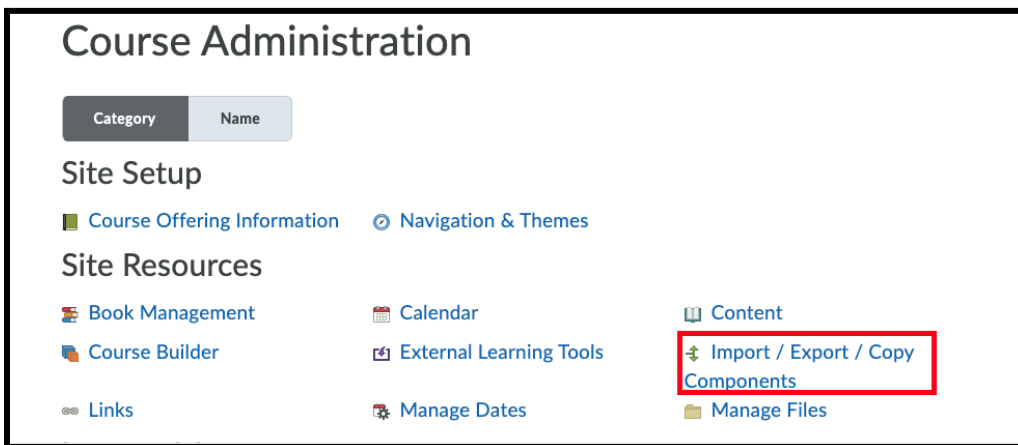 Course Administration
Category Name
Site Setup
Course Offering Information Navigation & Themes
Site Resources
Book Management Calendar Content
Course Builder External Learning Tools Import / Export / Copy
Components
Links Manage Dates Manage Files